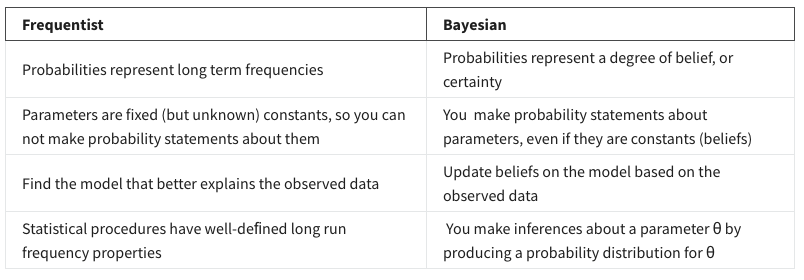 Frequentist
Bayesian
Probabilities represent long term frequencies
Probabilities represent a degree of belief, or
certainty
Parameters are fixed (but unknown) constants, so you can
not make probability statements about them
You make probability statements about
parameters, even if they are constants (beliefs)
Find the model that better explains the observed data
Update beliefs on the model based on the
observed data
Statistical procedures have well-defined long run
frequency properties
You make inferences about a parameter θ by
producing a probability distribution for θ